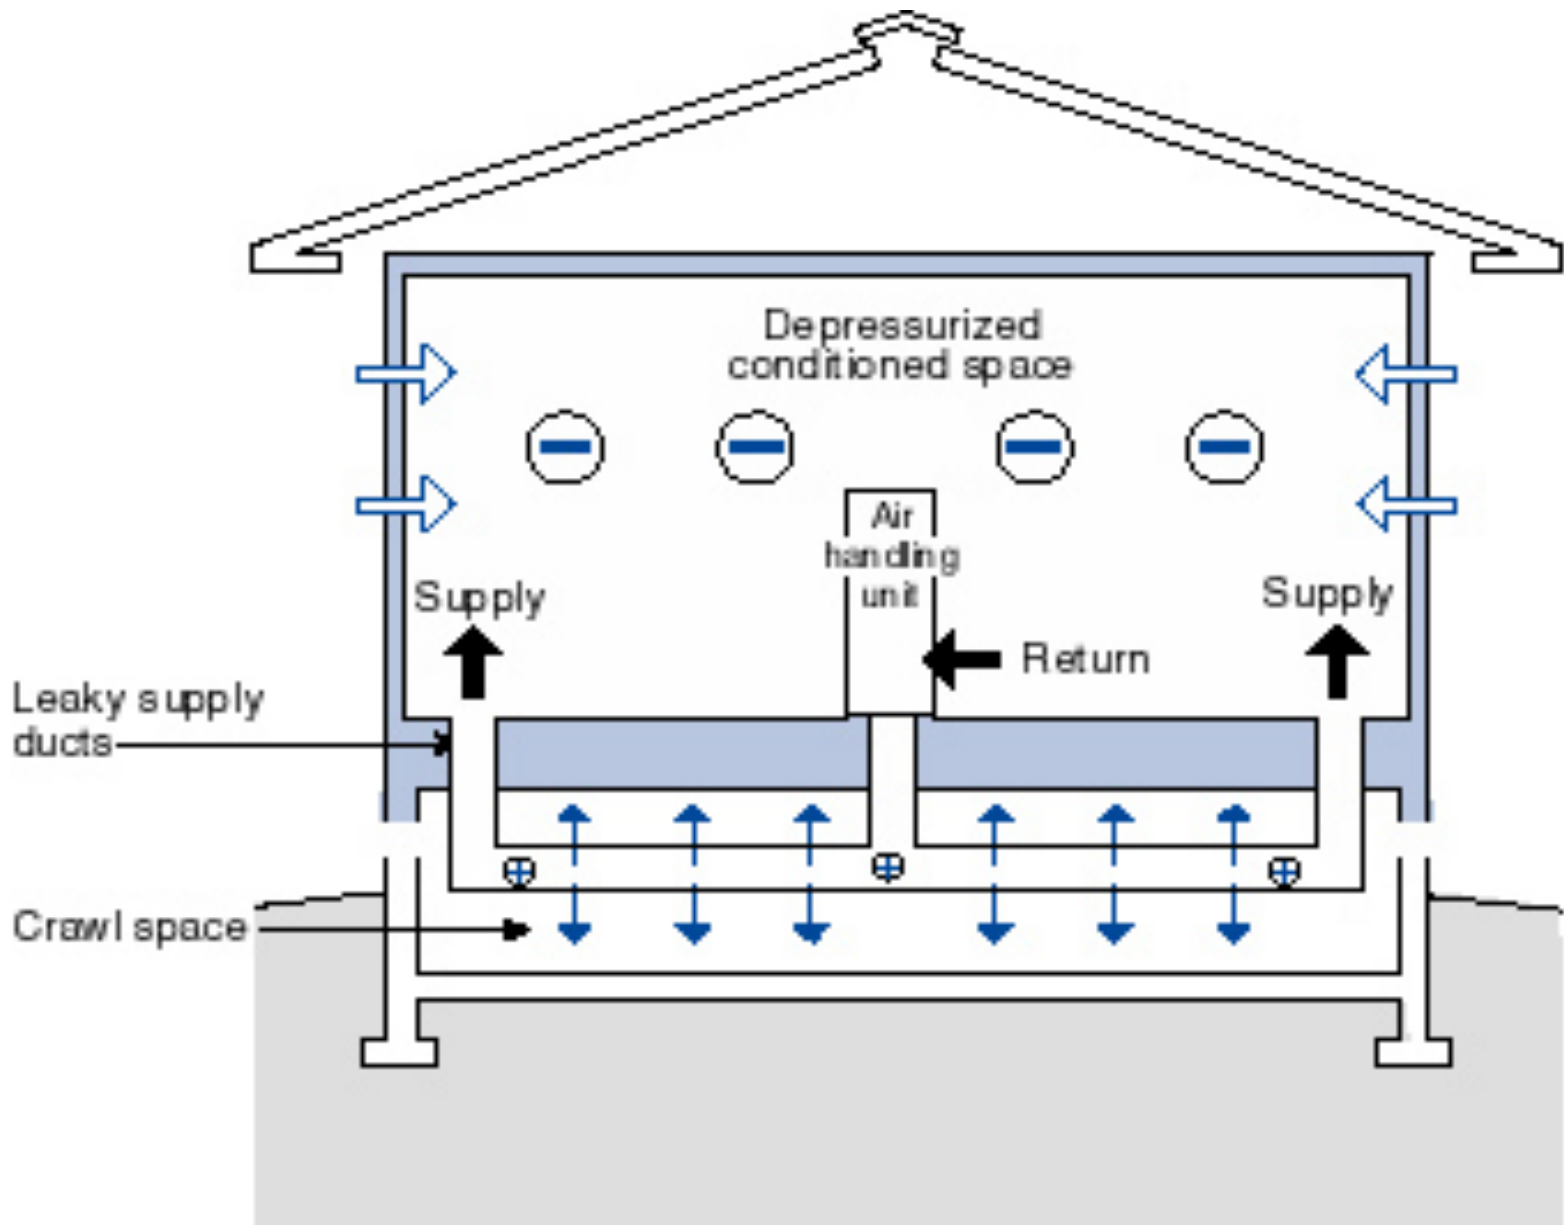 Depressurized
conditioned space
Air
handling
unit
Supply
Supply
Return
Leaky supply
ducts
Crawl space